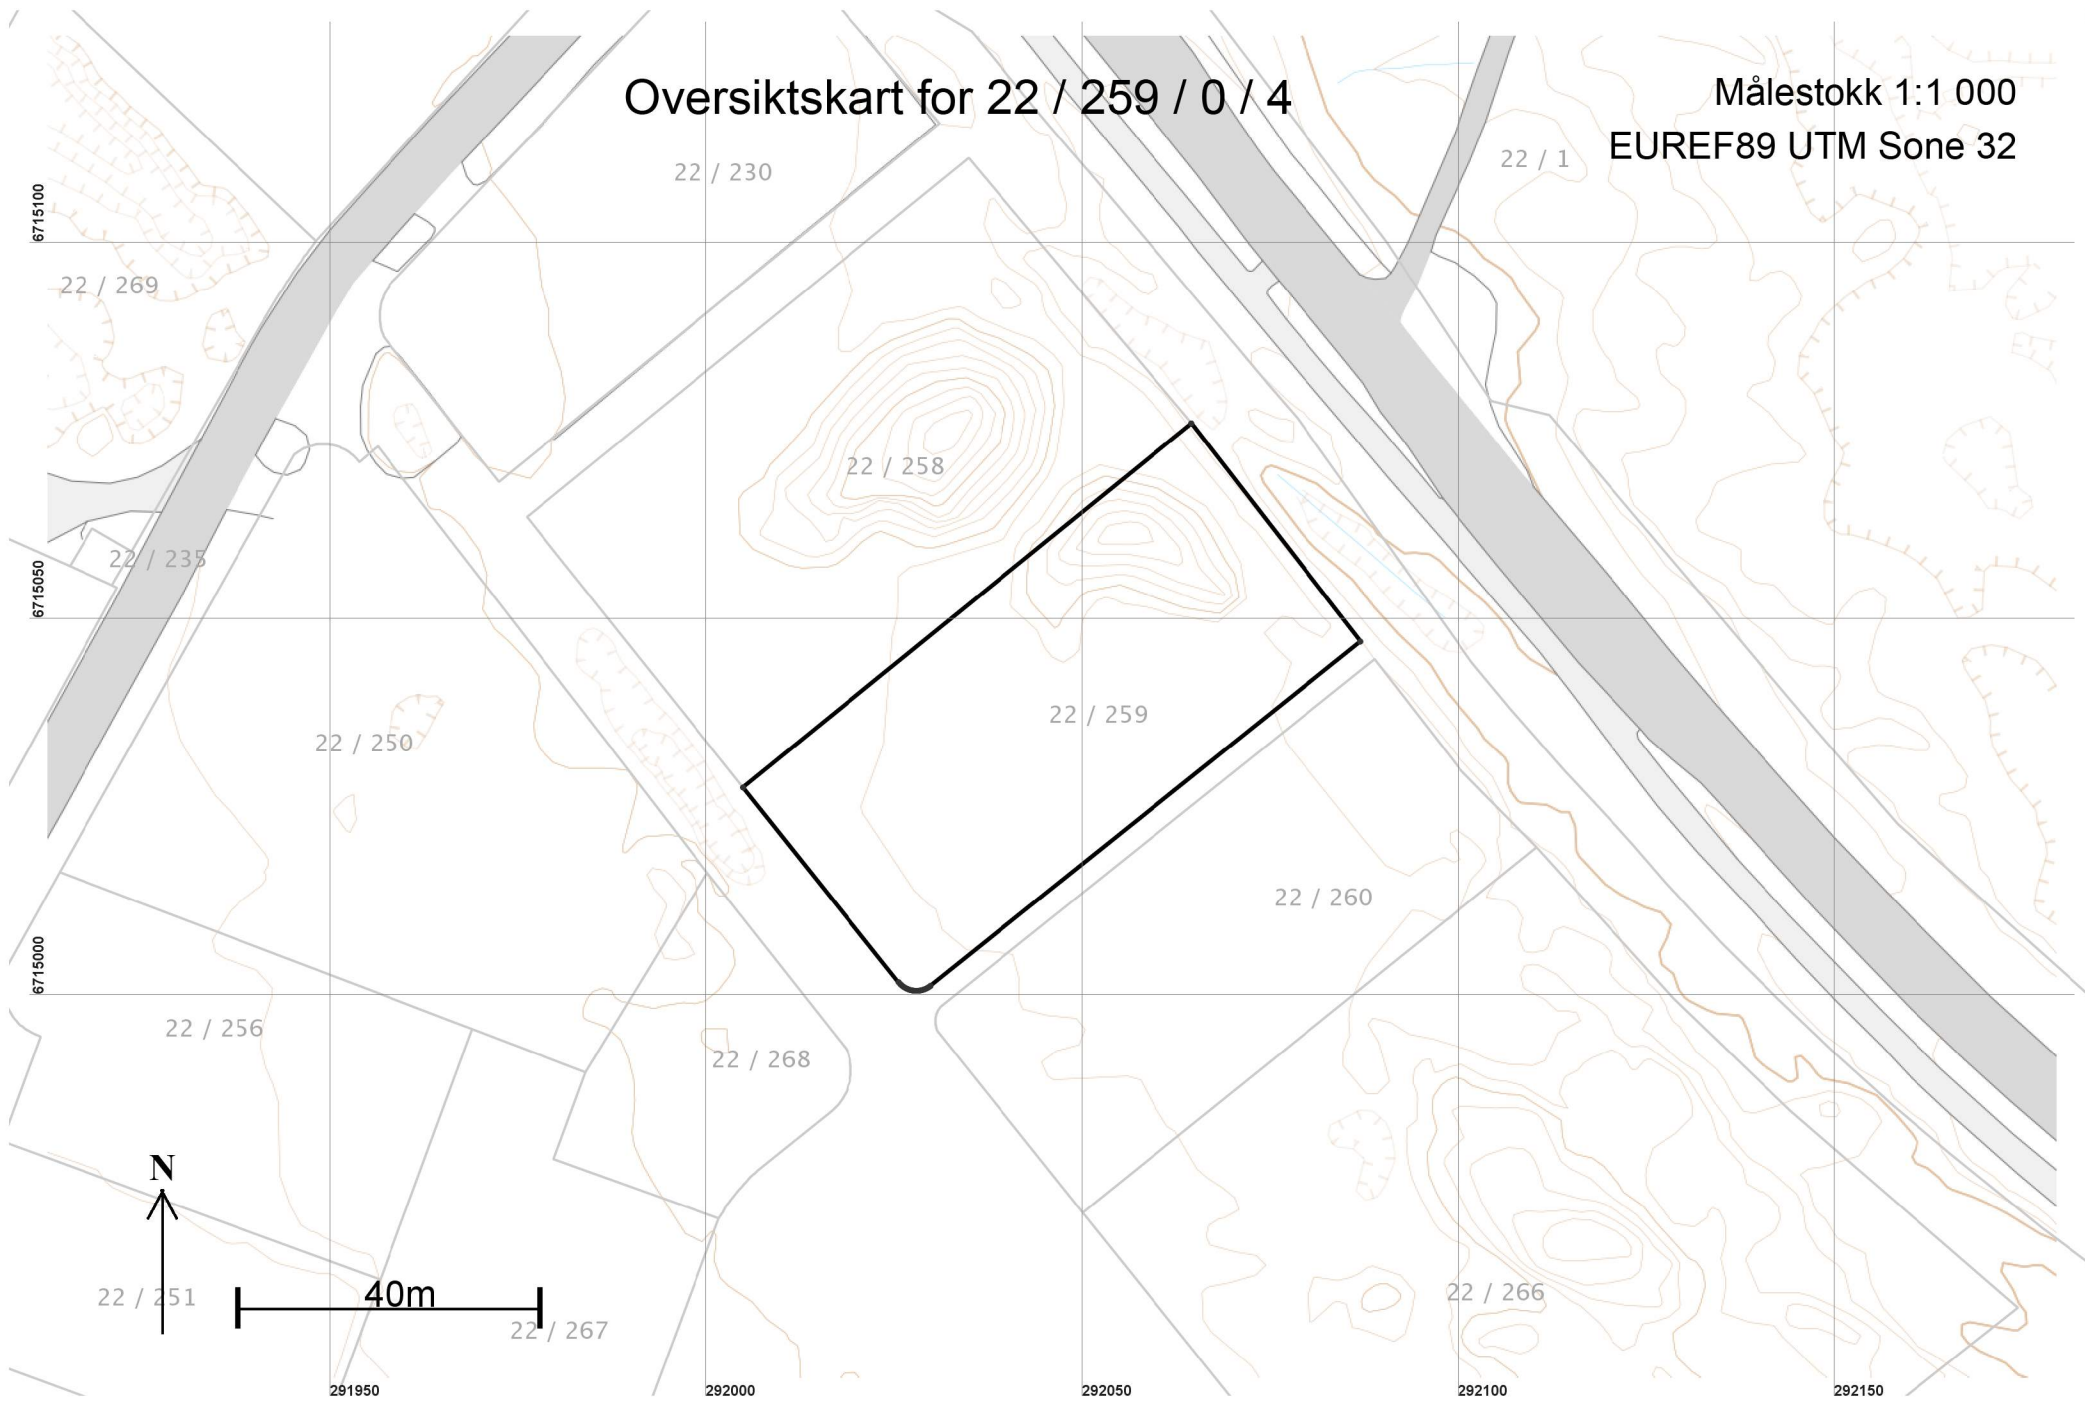 Oversiktskart for 22 / 259 / 0 / 4
Målestokk 1:1 000
EUREF89 UTM Sone 32
22 / 230
22 / 1
6715100
22 / 269
22 / 258
22 / 235
6715050
22 / 259
22 / 250
22 / 260
6715000
22 / 256
22 / 268
N
22 / 251
40m
22 / 267
22 / 266
291950
292000
292050
292100
292150